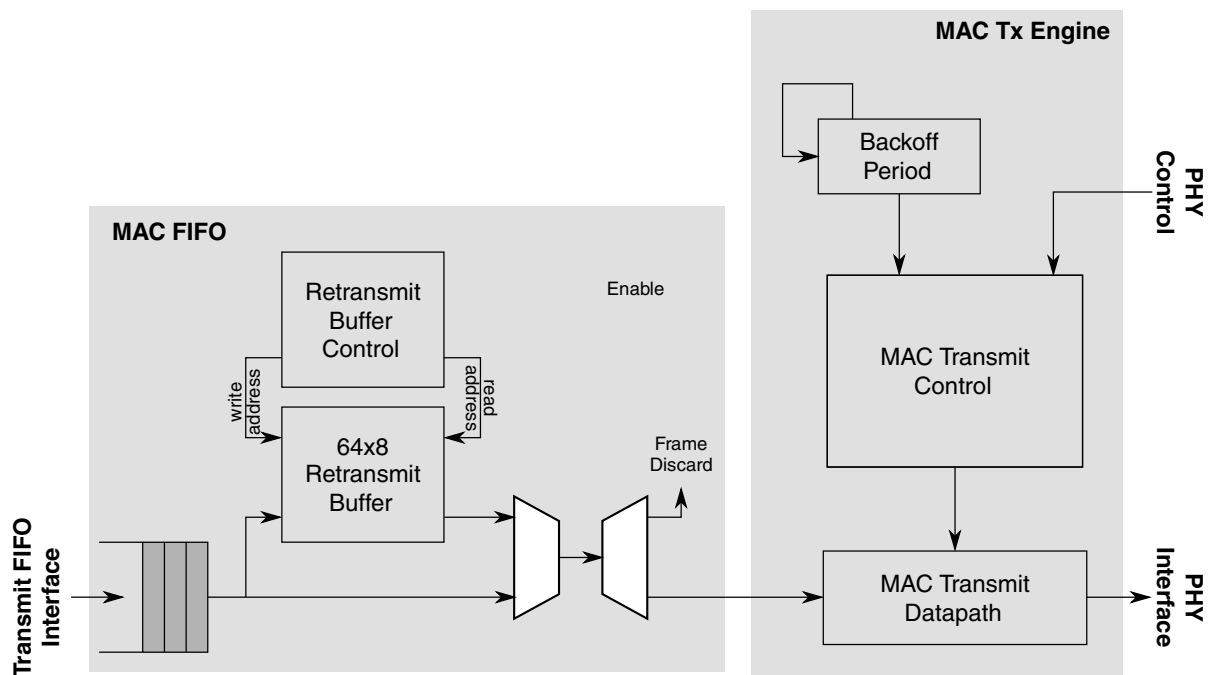 MAC Tx Engine
Backoff
Period
PHY
Control
MAC FIFO
Retransmit
Buffer
Control
Enable
MAC Transmit
Control
write
address
read
address
64x8
Retransmit
Buffer
Frame
Discard
Transmit FIFO
Interface
MAC Transmit
Datapath
PHY
Interface